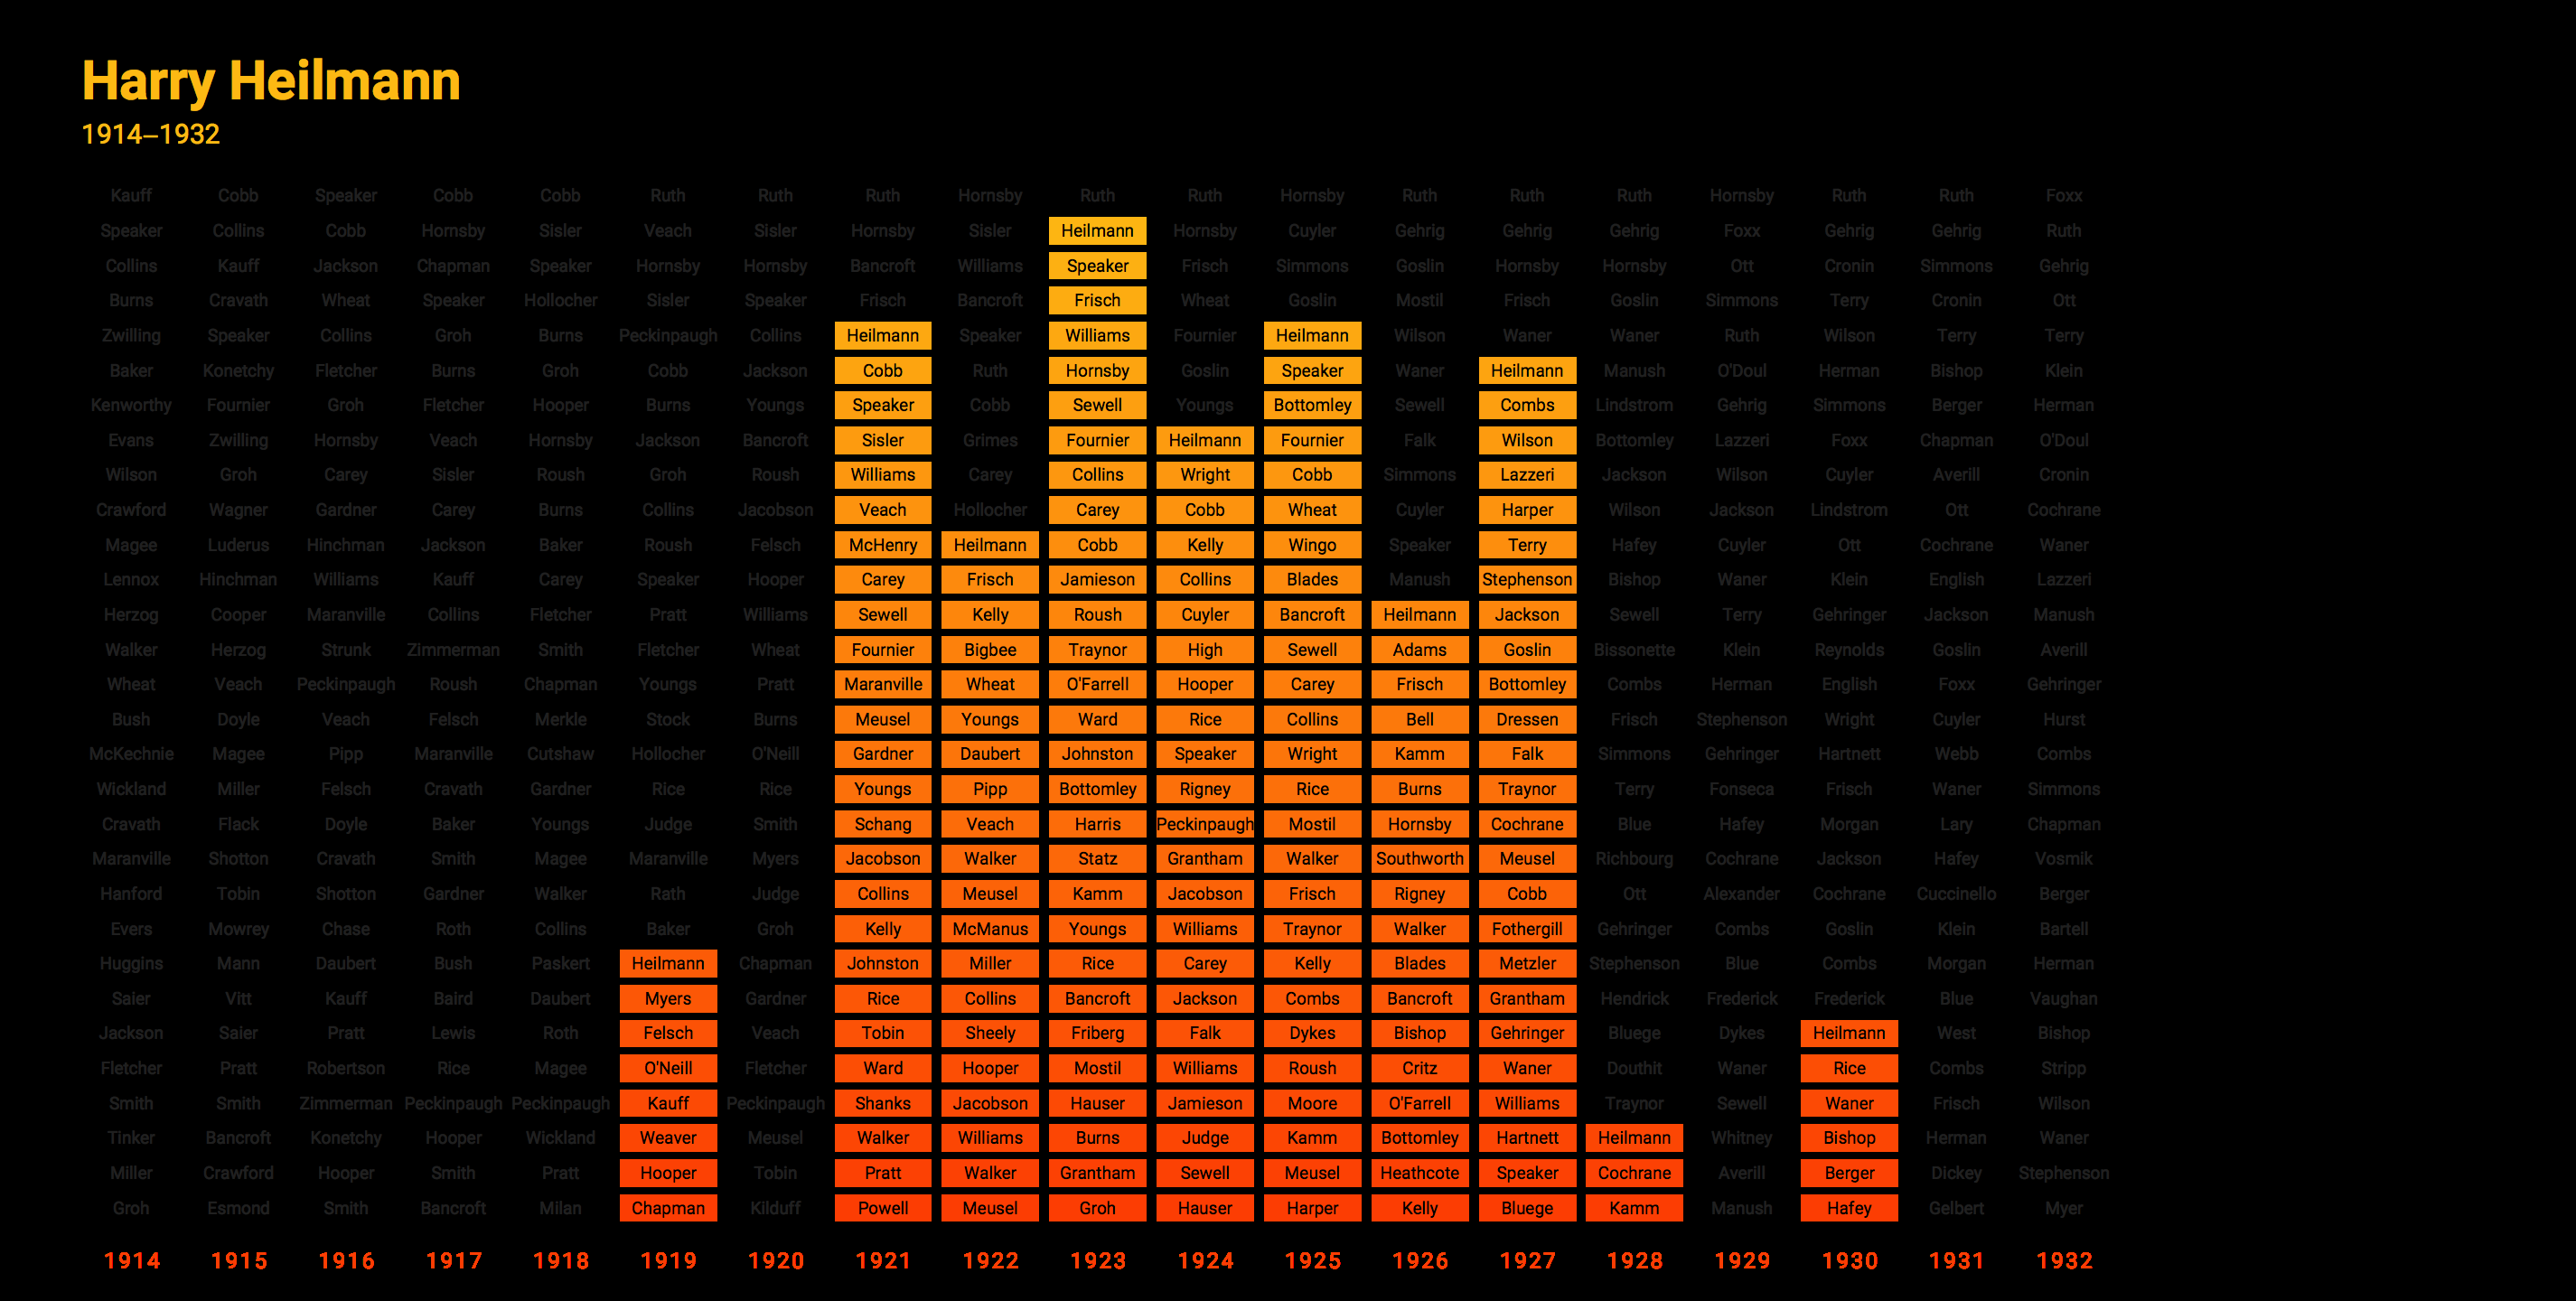 Harry Heilmann
1914–1932
Kauff Cobb Speaker Cobb Cobb Ruth Ruth Ruth Hornsby Ruth Ruth Hornsby Ruth Ruth Ruth Hornsby Ruth Ruth Foxx
Speaker Collins Cobb Hornsby Sisler Veach Sisler Hornsby Sisler Heilmann Hornsby Cuyler Gehrig Gehrig Gehrig Foxx Gehrig Gehrig Ruth
Collins Kauff Jackson Chapman Speaker Hornsby Hornsby Bancroft Williams Speaker Frisch Simmons Goslin Hornsby Hornsby Ott Cronin Simmons Gehrig
Burns Cravath Wheat Speaker Hollocher Sisler Speaker Frisch Bancroft Frisch Wheat Goslin Mostil Frisch Goslin Simmons Terry Cronin Ott
Zwilling Speaker Collins Groh Burns Peckinpaugh Collins Heilmann Speaker Williams Fournier Heilmann Wilson Waner Waner Ruth Wilson Terry Terry
Baker Konetchy Fletcher Burns Groh Cobb Jackson Cobb Ruth Hornsby Goslin Speaker Waner Heilmann Manush O'Doul Herman Bishop Klein
Kenworthy Fournier Groh Fletcher Hooper Burns Youngs Speaker Cobb Sewell Youngs Bottomley Sewell Combs Lindstrom Gehrig Simmons Berger Herman
Evans Zwilling Hornsby Veach Hornsby Jackson Bancroft Sisler Grimes Fournier Heilmann Fournier Falk Wilson Bottomley Lazzeri Foxx Chapman O'Doul
Wilson Groh Carey Sisler Roush Groh Roush Williams Carey Collins Wright Cobb Simmons Lazzeri Jackson Wilson Cuyler Averill Cronin
Crawford Wagner Gardner Carey Burns Collins Jacobson Veach Hollocher Carey Cobb Wheat Cuyler Harper Wilson Jackson Lindstrom Ott Cochrane
Magee Luderus Hinchman Jackson Baker Roush Felsch McHenry Heilmann Cobb Kelly Wingo Speaker Terry Hafey Cuyler Ott Cochrane Waner
Lennox Hinchman Williams Kauff Carey Speaker Hooper Carey Frisch Jamieson Collins Blades Manush Stephenson Bishop Waner Klein English Lazzeri
Herzog Cooper Maranville Collins Fletcher Pratt Williams Sewell Kelly Roush Cuyler Bancroft Heilmann Jackson Sewell Terry Gehringer Jackson Manush
Walker Herzog Strunk Zimmerman Smith Fletcher Wheat Fournier Bigbee Traynor High Sewell Adams Goslin Bissonette Klein Reynolds Goslin Averill
Wheat Veach Peckinpaugh Roush Chapman Youngs Pratt Maranville Wheat O'Farrell Hooper Carey Frisch Bottomley Combs Herman English Foxx Gehringer
Bush Doyle Veach Felsch Merkle Stock Burns Meusel Youngs Ward Rice Collins Bell Dressen Frisch Stephenson Wright Cuyler Hurst
McKechnie Magee Pipp Maranville Cutshaw Hollocher O'Neill Gardner Daubert Johnston Speaker Wright Kamm Falk Simmons Gehringer Hartnett Webb Combs
Wickland Miller Felsch Cravath Gardner Rice Rice Youngs Pipp Bottomley Rigney Rice Burns Traynor Terry Fonseca Frisch Waner Simmons
Cravath Flack Doyle Baker Youngs Judge Smith Schang Veach Harris Peckinpaugh Mostil Hornsby Cochrane Blue Hafey Morgan Lary Chapman
Maranville Shotton Cravath Smith Magee Maranville Myers Jacobson Walker Statz Grantham Walker Southworth Meusel Richbourg Cochrane Jackson Hafey Vosmik
Hanford Tobin Shotton Gardner Walker Rath Judge Collins Meusel Kamm Jacobson Frisch Rigney Cobb Ott Alexander Cochrane Cuccinello Berger
Evers Mowrey Chase Roth Collins Baker Groh Kelly McManus Youngs Williams Traynor Walker Fothergill Gehringer Combs Goslin Klein Bartell
Huggins Mann Daubert Bush Paskert Heilmann Chapman Johnston Miller Rice Carey Kelly Blades Metzler Stephenson Blue Combs Morgan Herman
Saier Vitt Kauff Baird Daubert Myers Gardner Rice Collins Bancroft Jackson Combs Bancroft Grantham Hendrick Frederick Frederick Blue Vaughan
Jackson Saier Pratt Lewis Roth Felsch Veach Tobin Sheely Friberg Falk Dykes Bishop Gehringer Bluege Dykes Heilmann West Bishop
Fletcher Pratt Robertson Rice Magee O'Neill Fletcher Ward Hooper Mostil Williams Roush Critz Waner Douthit Waner Rice Combs Stripp
Smith Smith Zimmerman Peckinpaugh Peckinpaugh Kauff Peckinpaugh Shanks Jacobson Hauser Jamieson Moore O'Farrell Williams Traynor Sewell Waner Frisch Wilson
Tinker Bancroft Konetchy Hooper Wickland Weaver Meusel Walker Williams Burns Judge Kamm Bottomley Hartnett Heilmann Whitney Bishop Herman Waner
Miller Crawford Hooper Smith Pratt Hooper Tobin Pratt Walker Grantham Sewell Meusel Heathcote Speaker Cochrane Averill Berger Dickey Stephenson
Groh Esmond Smith Bancroft Milan Chapman Kilduff Powell Meusel Groh Hauser Harper Kelly Bluege Kamm Manush Hafey Gelbert Myer
1914 1915 1916 1917 1918 1919 1920 1921 1922 1923 1924 1925 1926 1927 1928 1929 1930 1931 1932